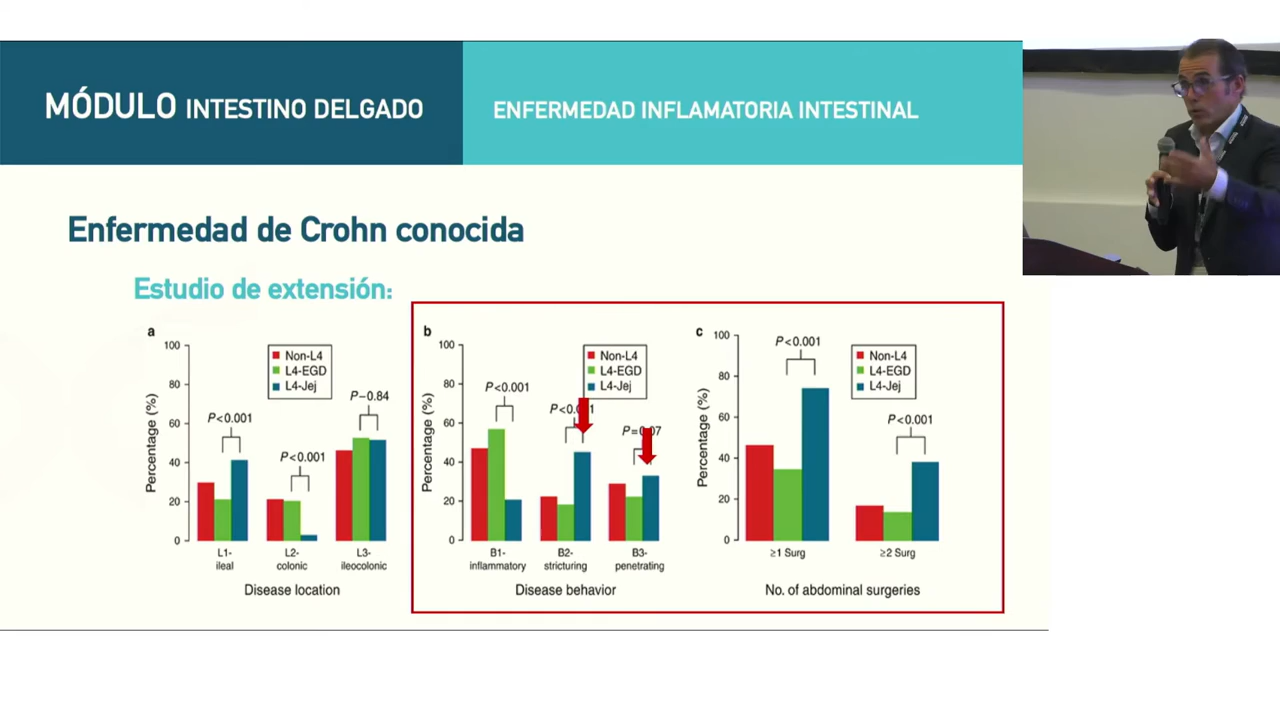 MÓDULO INTESTINO DELGADO
ENFERMEDAD INFLAMATORIA INTESTINAL
Enfermedad de Crohn conocida
Estudio de extensión:
a
100
80
60
40
20
0
Percentage (%)
Non-L4
L4-EGD
L4-Jej
P<0.001
P<0.001
P–0.84
L1-
ileal
L2-
colonic
L3-
ileocolonic
Disease location
b
100
80
60
40
20
0
Percentage (%)
Non-L4
L4-EGD
L4-Jej
P<0.001
B1-
inflammatory
B2-
stricturing
B3-
penetrating
Disease behavior
c
100
80
60
40
20
0
Percentage (%)
P<0.001
Non-L4
L4-EGD
L4-Jej
P<0.001
≥1 Surg
≥2 Surg
No. of abdominal surgeries